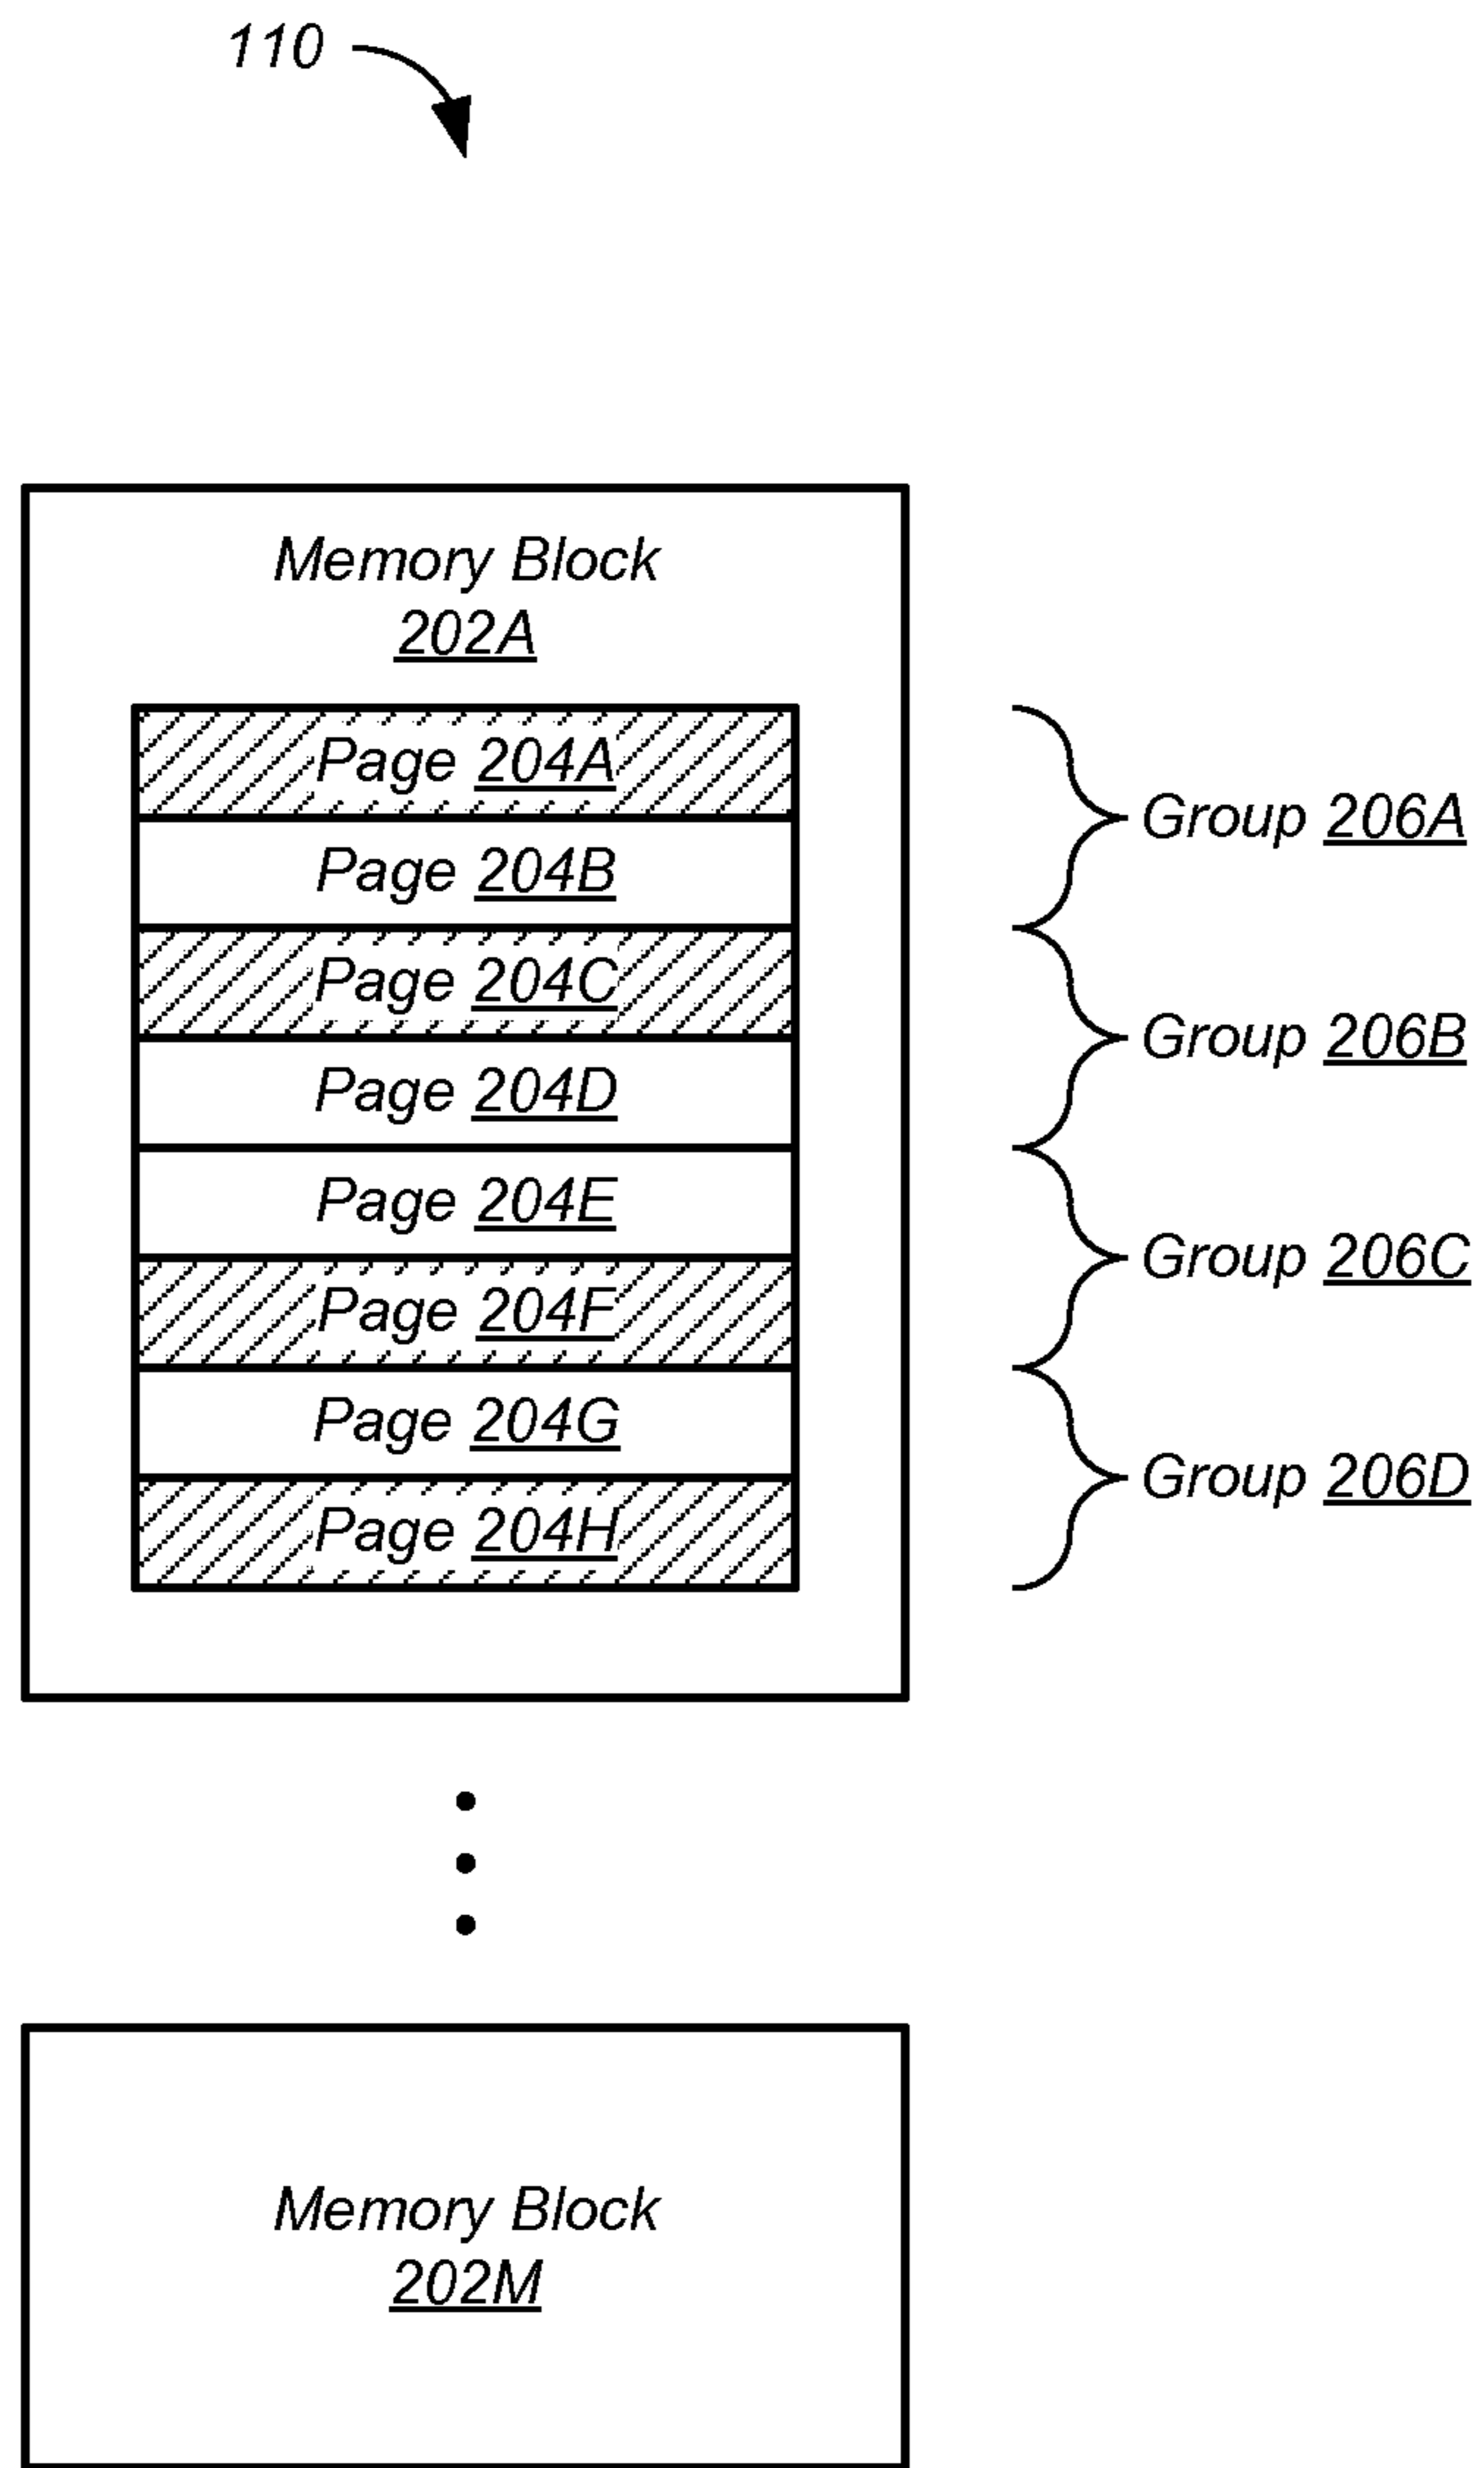 110
Memory Block
202A
Page 204A
Page 204B
Page 204C
Page 204D
Page 204E
Page 204F
Page 204G
Page 204H
Group 206A
Group 206B
Group 206C
Group 206D
Memory Block
202M